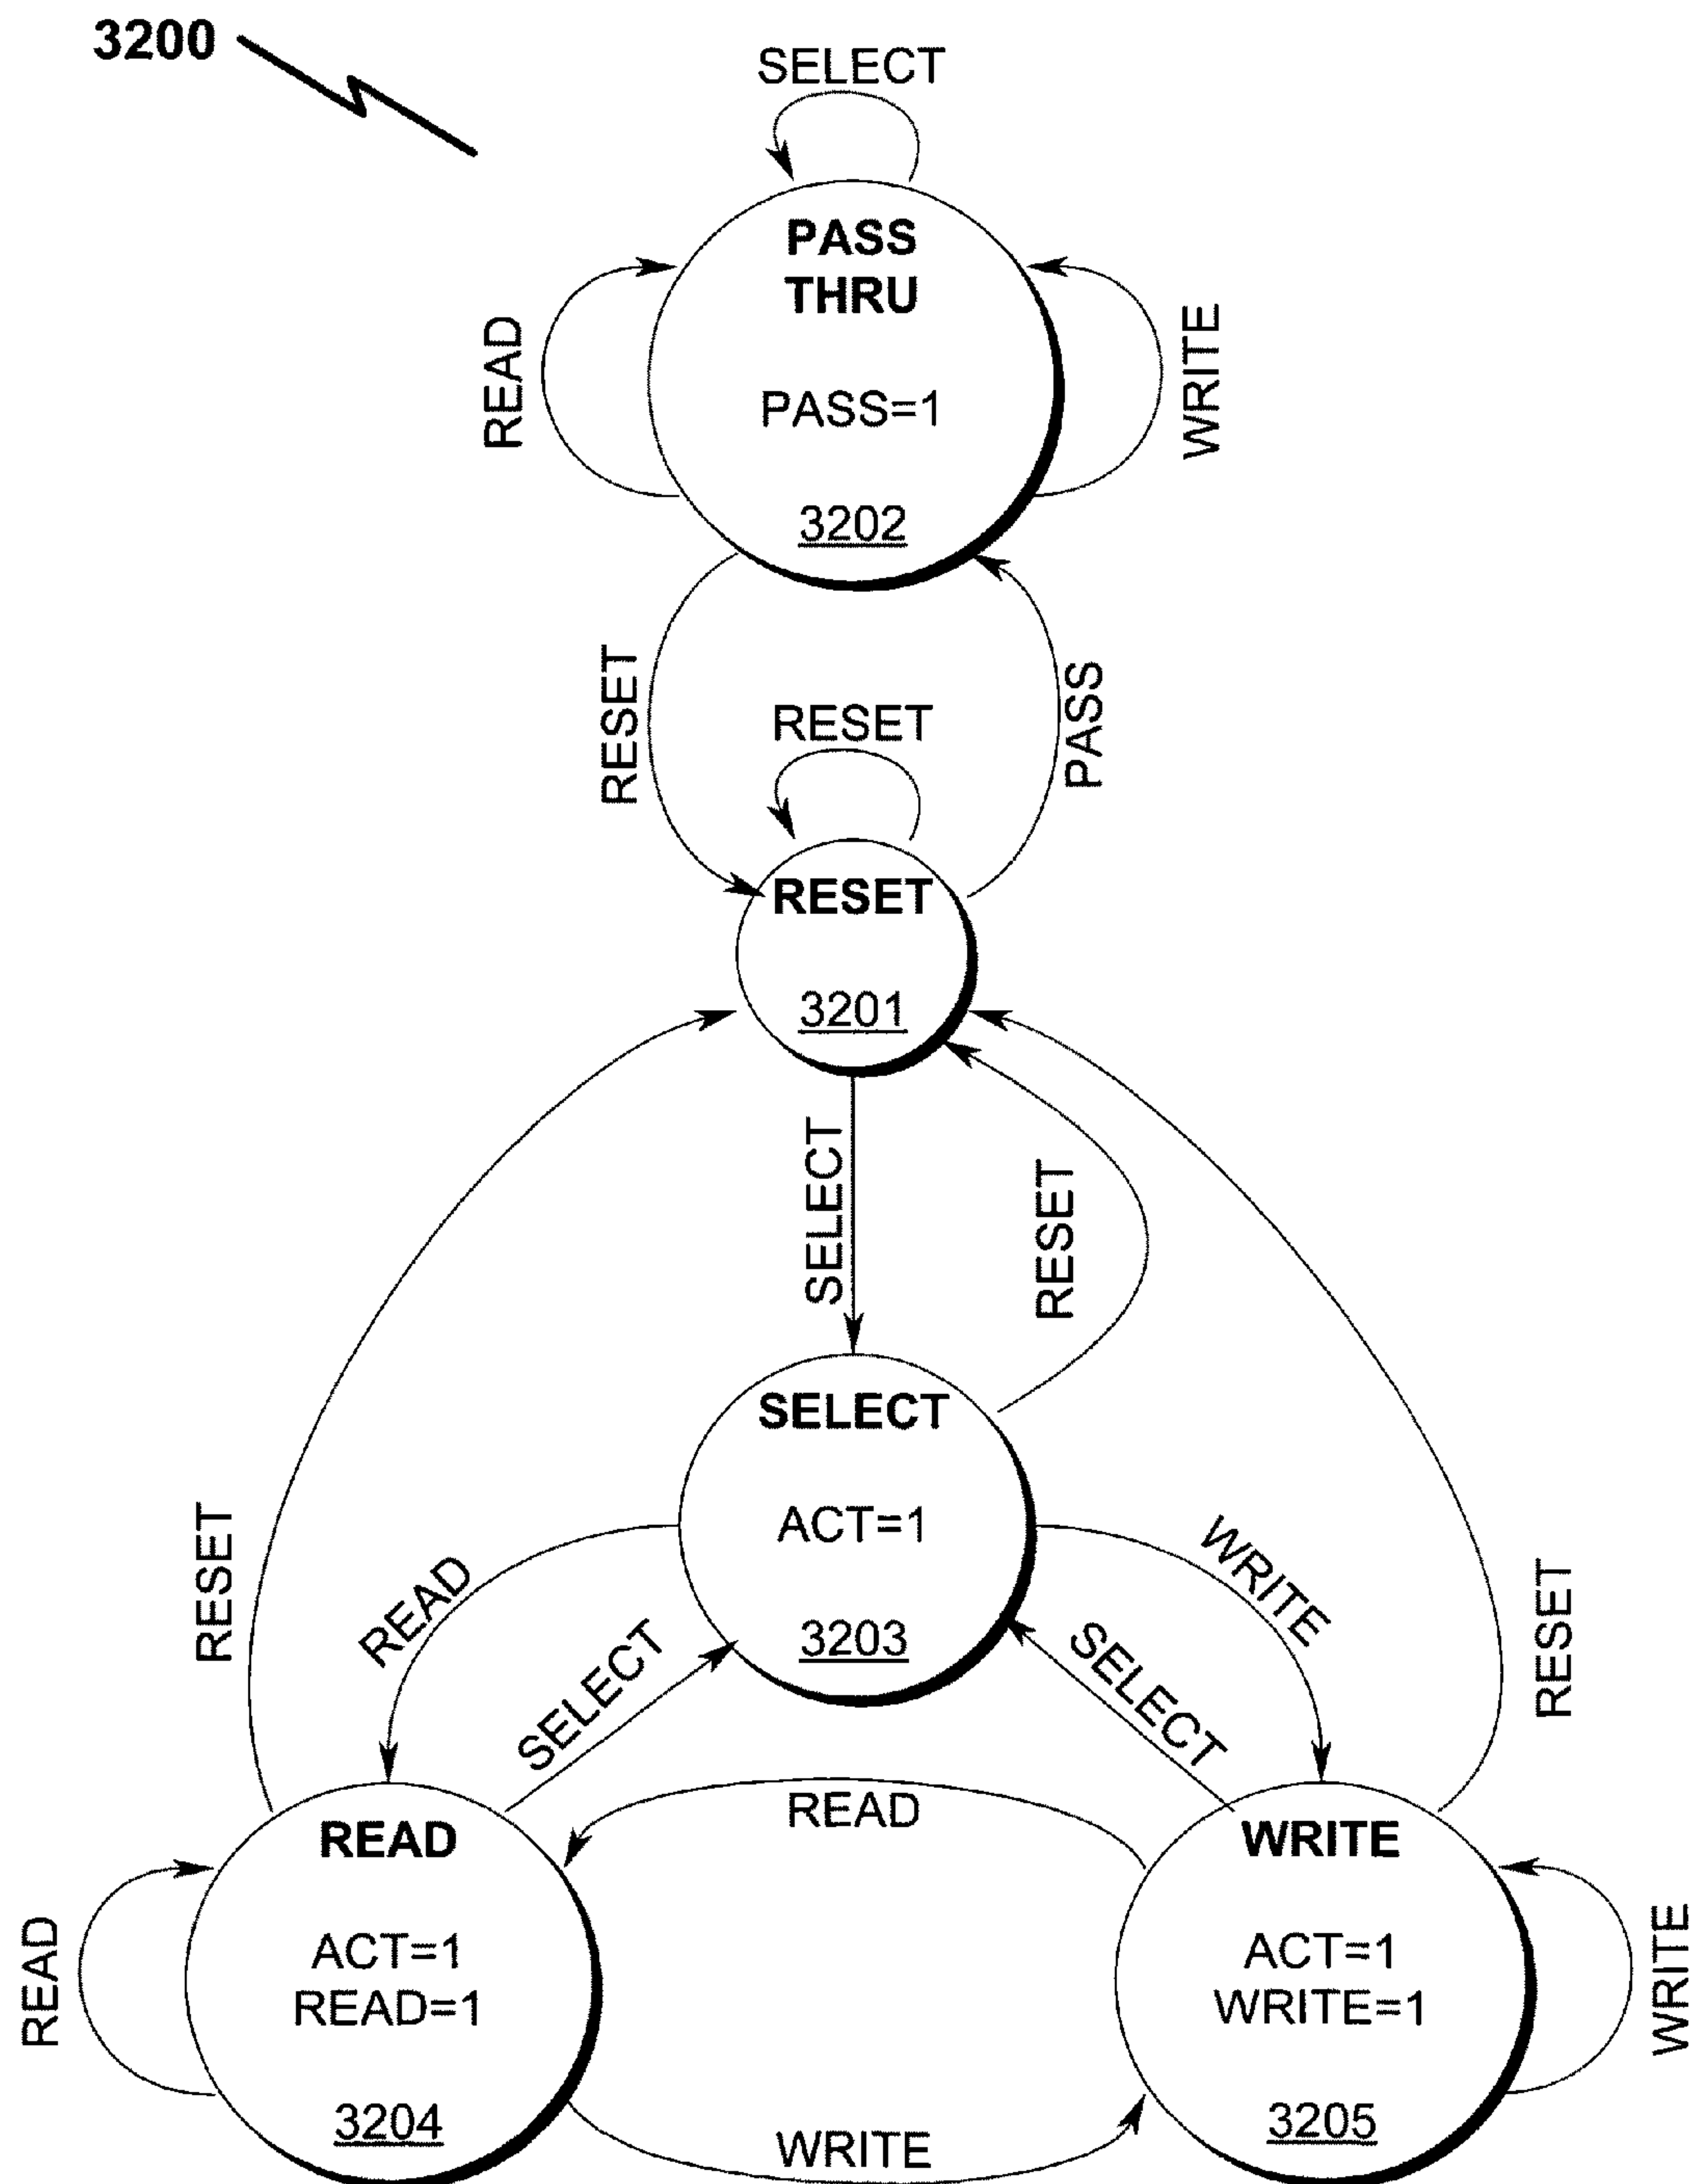 3200
SELECT
PASS
THRU
READ
WRITE
PASS=1
3202
RESET
PASS
RESET
RESET
3201
SELECT
RESET
SELECT
ACT=1
3203
RESET
READ
SELECT
WRITE
SELECT
RESET
READ
READ
ACT=1
READ=1
3204
READ
WRITE
WRITE
ACT=1
WRITE=1
3205
WRITE